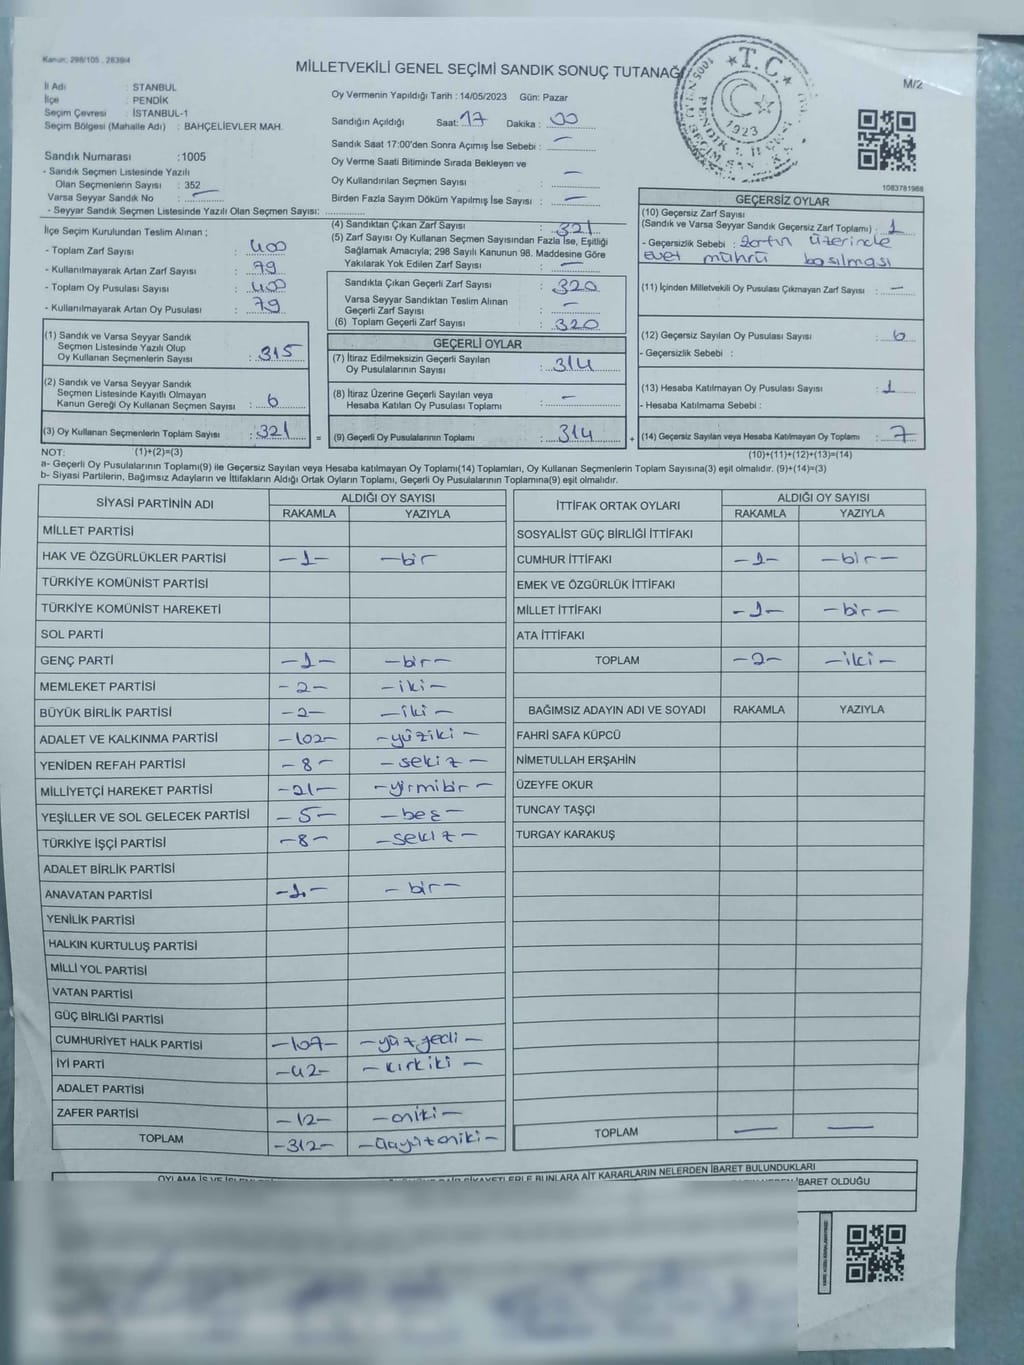 Kanun: 298/105 , 2839/4
MİLLETVEKİLİ GENEL SEÇİMİ SANDIK SONUÇ TUTANAĞI
M/2
İl Adı : STANBUL
İlçe : PENDİK
Seçim Çevresi : İSTANBUL-1
Seçim Bölgesi (Mahalle Adı) : BAHÇELİEVLER MAH.
Sandık Numarası :1005
- Sandık Seçmen Listesinde Yazılı
Olan Seçmenlerin Sayısı : 352
Varsa Seyyar Sandık No : —
- Seyyar Sandık Seçmen Listesinde Yazılı Olan Seçmen Sayısı:
Oy Vermenin Yapıldığı Tarih : 14/05/2023 Gün: Pazar
Sandığın Açıldığı Saat: 17 Dakika : 00
Sandık Saat 17:00'den Sonra Açımış İse Sebebi : —
Oy Verme Saati Bitiminde Sırada Bekleyen ve
Oy Kullandırılan Seçmen Sayısı : —
Birden Fazla Sayım Döküm Yapılmış İse Sayısı : —
T.C.
1923
1083781988
İlçe Seçim Kurulundan Teslim Alınan ;
- Toplam Zarf Sayısı : 400
- Kullanılmayarak Artan Zarf Sayısı : 79
- Toplam Oy Pusulası Sayısı : 400
- Kullanılmayarak Artan Oy Pusulası : 79
(1) Sandık ve Varsa Seyyar Sandık
Seçmen Listesinde Yazılı Olup
Oy Kullanan Seçmenlerin Sayısı : 315
(2) Sandık ve Varsa Seyyar Sandık
Seçmen Listesinde Kayıtlı Olmayan
Kanun Gereği Oy Kullanan Seçmen Sayısı : 6
(3) Oy Kullanan Seçmenlerin Toplam Sayısı : 321
(4) Sandıktan Çıkan Zarf Sayısı : 321
(5) Zarf Sayısı Oy Kullanan Seçmen Sayısından Fazla İse, Eşitliği
Sağlamak Amacıyla; 298 Sayılı Kanunun 98. Maddesine Göre
Yakılarak Yok Edilen Zarf Sayısı : —
Sandıkta Çıkan Geçerli Zarf Sayısı : 320
Varsa Seyyar Sandıktan Teslim Alınan
Geçerli Zarf Sayısı : —
(6) Toplam Geçerli Zarf Sayısı : 320
GEÇERLİ OYLAR
(7) İtiraz Edilmeksizin Geçerli Sayılan
Oy Pusulalarının Sayısı : 314
(8) İtiraz Üzerine Geçerli Sayılan veya
Hesaba Katılan Oy Pusulası Toplamı : —
= (9) Geçerli Oy Pusulalarının Toplamı : 314
GEÇERSİZ OYLAR
(10) Geçersiz Zarf Sayısı
(Sandık ve Varsa Seyyar Sandık Geçersiz Zarf Toplamı) : 1
- Geçersizlik Sebebi : zarfın üzerinde
evet mührü basılması
(11) İçinden Milletvekili Oy Pusulası Çıkmayan Zarf Sayısı : —
(12) Geçersiz Sayılan Oy Pusulası Sayısı : 6
- Geçersizlik Sebebi :
(13) Hesaba Katılmayan Oy Pusulası Sayısı : 1
- Hesaba Katılmama Sebebi :
+ (14) Geçersiz Sayılan veya Hesaba Katılmayan Oy Toplamı : 7
NOT: (1)+(2)=(3) (10)+(11)+(12)+(13)=(14)
a- Geçerli Oy Pusulalarının Toplamı(9) ile Geçersiz Sayılan veya Hesaba katılmayan Oy Toplamı(14) Toplamları, Oy Kullanan Seçmenlerin Toplam Sayısına(3) eşit olmalıdır. (9)+(14)=(3)
b- Siyasi Partilerin, Bağımsız Adayların ve İttifakların Aldığı Ortak Oyların Toplamı, Geçerli Oy Pusulalarının Toplamına(9) eşit olmalıdır.
SİYASİ PARTİNİN ADI ALDIĞI OY SAYISI
RAKAMLA YAZIYLA
MİLLET PARTİSİ
HAK VE ÖZGÜRLÜKLER PARTİSİ -1- -bir
TÜRKİYE KOMÜNİST PARTİSİ
TÜRKİYE KOMÜNİST HAREKETİ
SOL PARTİ
GENÇ PARTİ -1- -bir-
MEMLEKET PARTİSİ -2- -iki-
BÜYÜK BİRLİK PARTİSİ -2- -iki-
ADALET VE KALKINMA PARTİSİ -102- -yüziki-
YENİDEN REFAH PARTİSİ -8- -sekiz-
MİLLİYETÇİ HAREKET PARTİSİ -21- -yirmibir-
YEŞİLLER VE SOL GELECEK PARTİSİ -5- -beş-
TÜRKİYE İŞÇİ PARTİSİ -8- -sekiz-
ADALET BİRLİK PARTİSİ
ANAVATAN PARTİSİ -1- -bir-
YENİLİK PARTİSİ
HALKIN KURTULUŞ PARTİSİ
MİLLİ YOL PARTİSİ
VATAN PARTİSİ
GÜÇ BİRLİĞİ PARTİSİ
CUMHURİYET HALK PARTİSİ -107- -yüzyedi-
İYİ PARTİ -42- -kırkiki-
ADALET PARTİSİ
ZAFER PARTİSİ -12- -oniki-
TOPLAM -312- -üçyüzoniki-
İTTİFAK ORTAK OYLARI ALDIĞI OY SAYISI
RAKAMLA YAZIYLA
SOSYALİST GÜÇ BİRLİĞİ İTTİFAKI
CUMHUR İTTİFAKI -1- -bir-
EMEK VE ÖZGÜRLÜK İTTİFAKI
MİLLET İTTİFAKI -1- -bir-
ATA İTTİFAKI
TOPLAM -2- -iki-
BAĞIMSIZ ADAYIN ADI VE SOYADI RAKAMLA YAZIYLA
FAHRİ SAFA KÜPCÜ
NİMETULLAH ERŞAHİN
ÜZEYFE OKUR
TUNCAY TAŞÇI
TURGAY KARAKUŞ
TOPLAM — —
BUNLARA AİT KARARLARIN NELERDEN İBARET BULUNDUKLARI
İBARET OLDUĞU